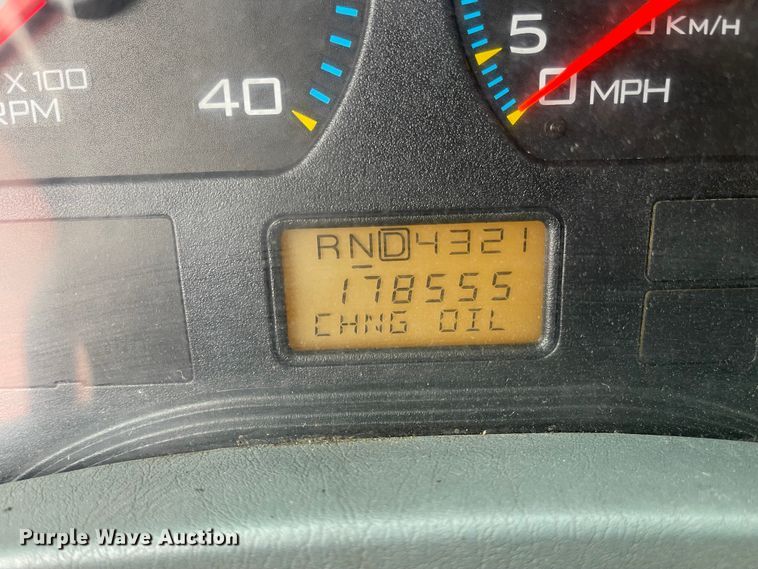 5
Km/H
X 100
RPM
40
0 MPH
RND4321
178555
CHNG OIL
Purple Wave Auction